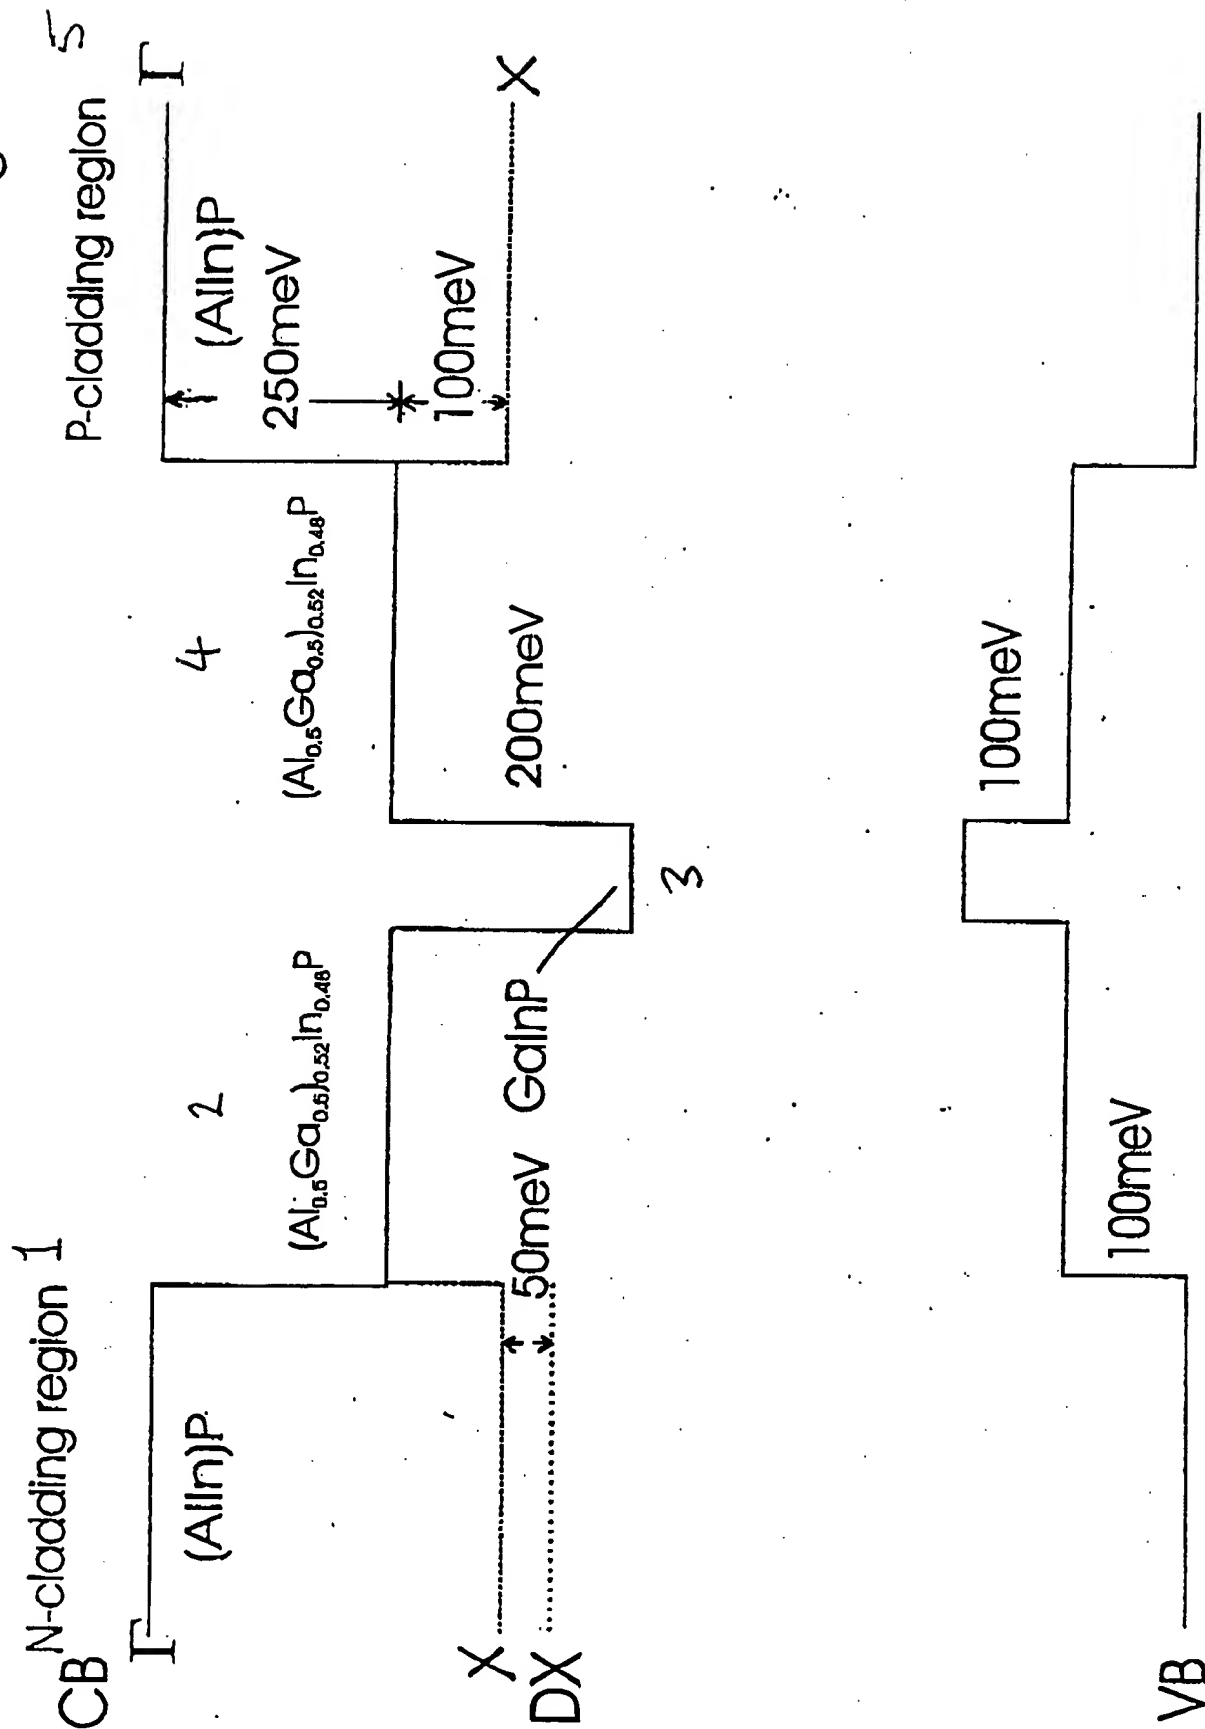 N-cladding region 1
P-cladding region 5
CB
Γ
Γ
(AlIn)P
2
4
(AlIn)P
(Al0.5Ga0.5)0.52In0.48P
(Al0.5Ga0.5)0.52In0.48P
250meV
100meV
X
X
DX
50meV
GaInP
200meV
3
100meV
100meV
VB